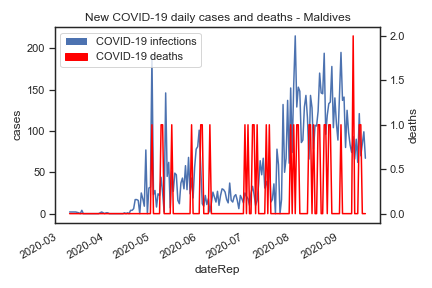 New COVID-19 daily cases and deaths - Maldives
COVID-19 infections
COVID-19 deaths
200
150
100
50
0
cases
2.0
1.5
1.0
0.5
0.0
deaths
2020-03
2020-04
2020-05
2020-06
2020-07
2020-08
2020-09
dateRep